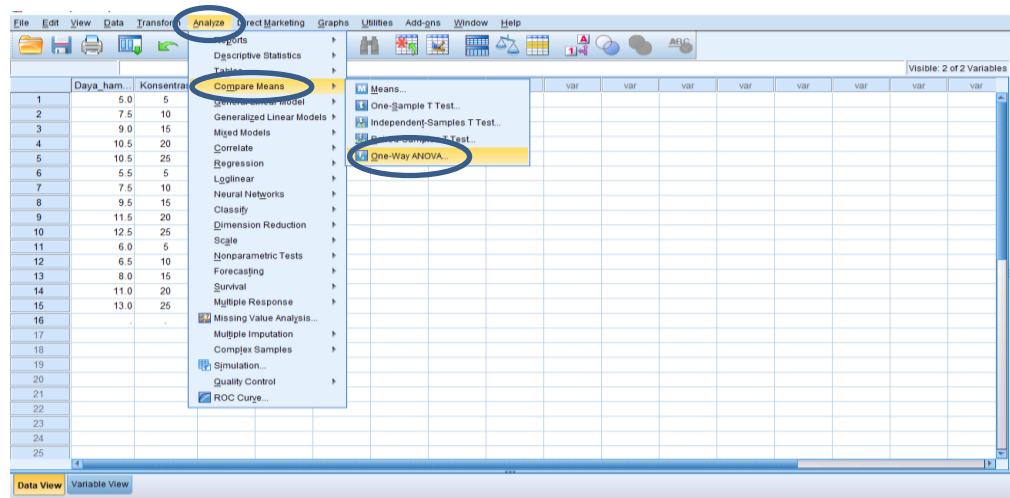 File Edit View Data Transform Analyze Direct Marketing Graphs Utilities Add-ons Window Help
Visible: 2 of 2 Variables
Daya_ham... Konsentras var var var var var var var var
1 5.0 5
2 7.5 10
3 9.0 15
4 10.5 20
5 10.5 25
6 5.5 5
7 7.5 10
8 9.5 15
9 11.5 20
10 12.5 25
11 6.0 5
12 6.5 10
13 8.0 15
14 11.0 20
15 13.0 25
16 . .
17
18
19
20
21
22
23
24
25
Reports
Descriptive Statistics
Tables
Compare Means
General Linear Model
Generalized Linear Models
Mixed Models
Correlate
Regression
Loglinear
Neural Networks
Classify
Dimension Reduction
Scale
Nonparametric Tests
Forecasting
Survival
Multiple Response
Missing Value Analysis...
Multiple Imputation
Complex Samples
Simulation...
Quality Control
ROC Curve...
Means...
One-Sample T Test...
Independent-Samples T Test...
Paired-Samples T Test...
One-Way ANOVA...
Data View Variable View